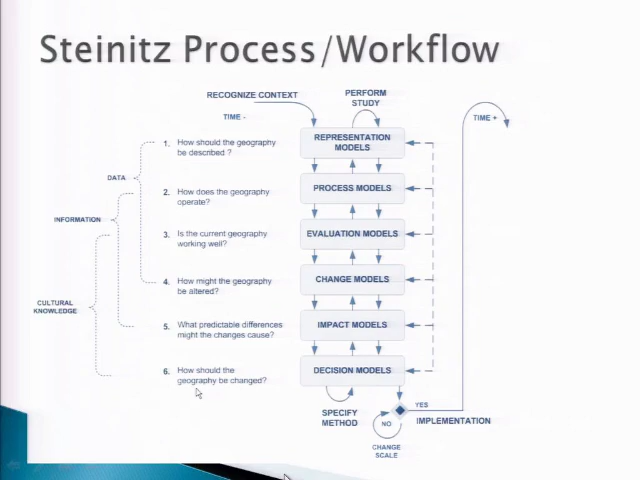 Steinitz Process/Workflow
RECOGNIZE CONTEXT
PERFORM
STUDY
TIME -
TIME +
1. How should the geography
be described ?
REPRESENTATION
MODELS
DATA
2. How does the geography
operate?
PROCESS MODELS
INFORMATION
3. Is the current geography
working well?
EVALUATION MODELS
4. How might the geography
be altered?
CHANGE MODELS
CULTURAL
KNOWLEDGE
5. What predictable differences
might the changes cause?
IMPACT MODELS
6. How should the
geography be changed?
DECISION MODELS
SPECIFY
METHOD
YES
IMPLEMENTATION
NO
CHANGE
SCALE